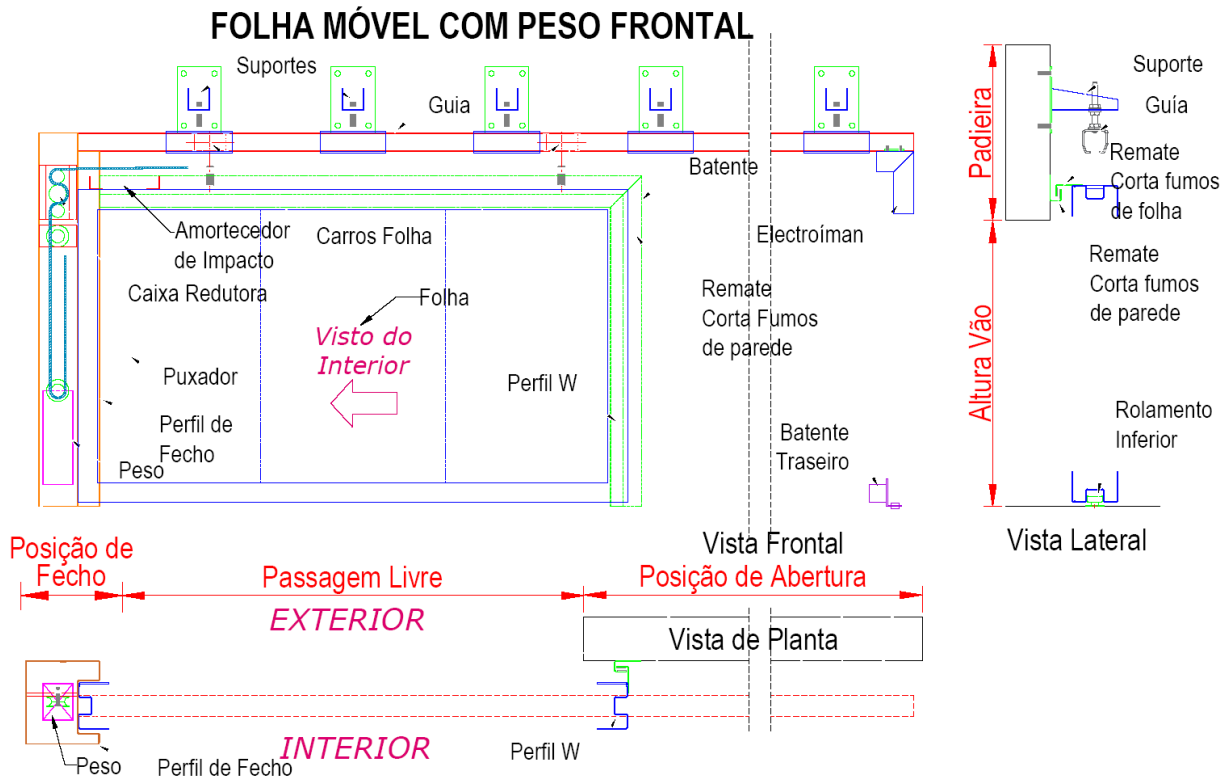 FOLHA MÓVEL COM PESO FRONTAL
Suportes
Guia
Batente
Amortecedor
de Impacto
Carros Folha
Electroíman
Caixa Redutora
Folha
Remate
Corta Fumos
de parede
Visto do
Interior
Puxador
Perfil W
Perfil de
Fecho
Peso
Batente
Traseiro
Vista Frontal
Padieira
Altura Vão
Suporte
Guía
Remate
Corta fumos
de folha
Remate
Corta fumos
de parede
Rolamento
Inferior
Vista Lateral
Posição de
Fecho
Passagem Livre
Posição de Abertura
EXTERIOR
Vista de Planta
INTERIOR
Perfil W
Peso
Perfil de Fecho